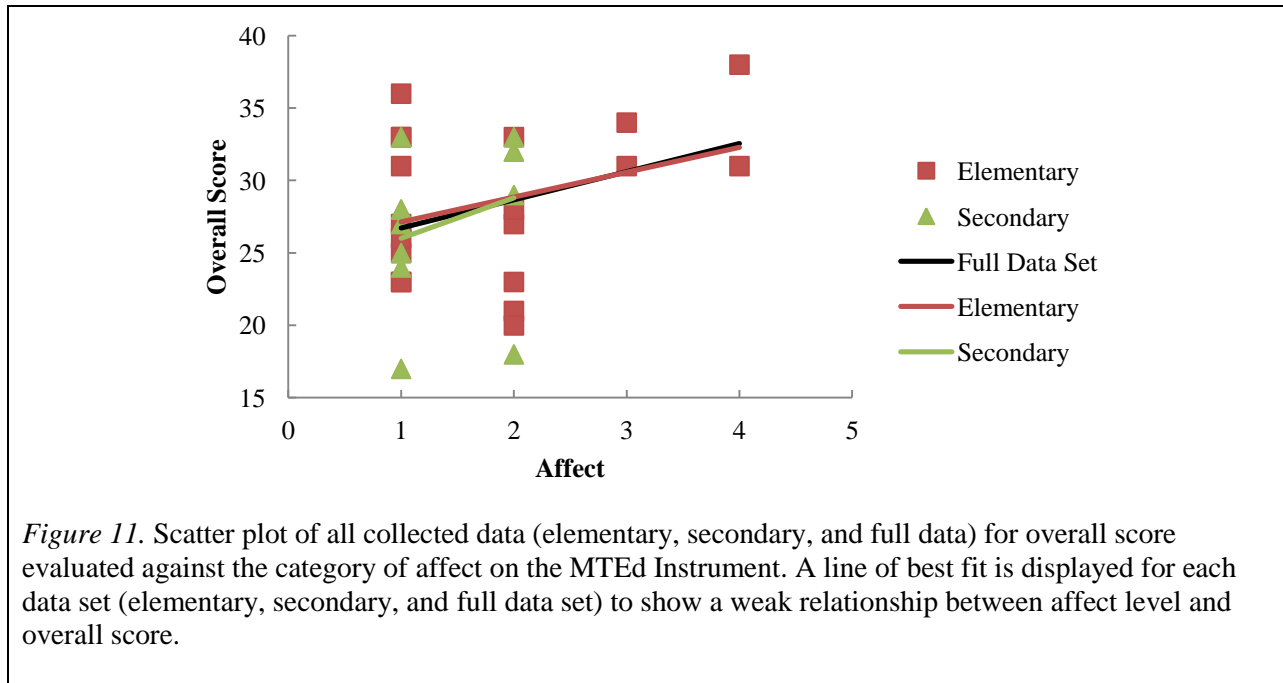 40
35
30
25
20
15
Overall Score
0 1 2 3 4 5
Affect
Elementary
Secondary
Full Data Set
Elementary
Secondary
Figure 11. Scatter plot of all collected data (elementary, secondary, and full data) for overall score
evaluated against the category of affect on the MTEd Instrument. A line of best fit is displayed for each
data set (elementary, secondary, and full data set) to show a weak relationship between affect level and
overall score.